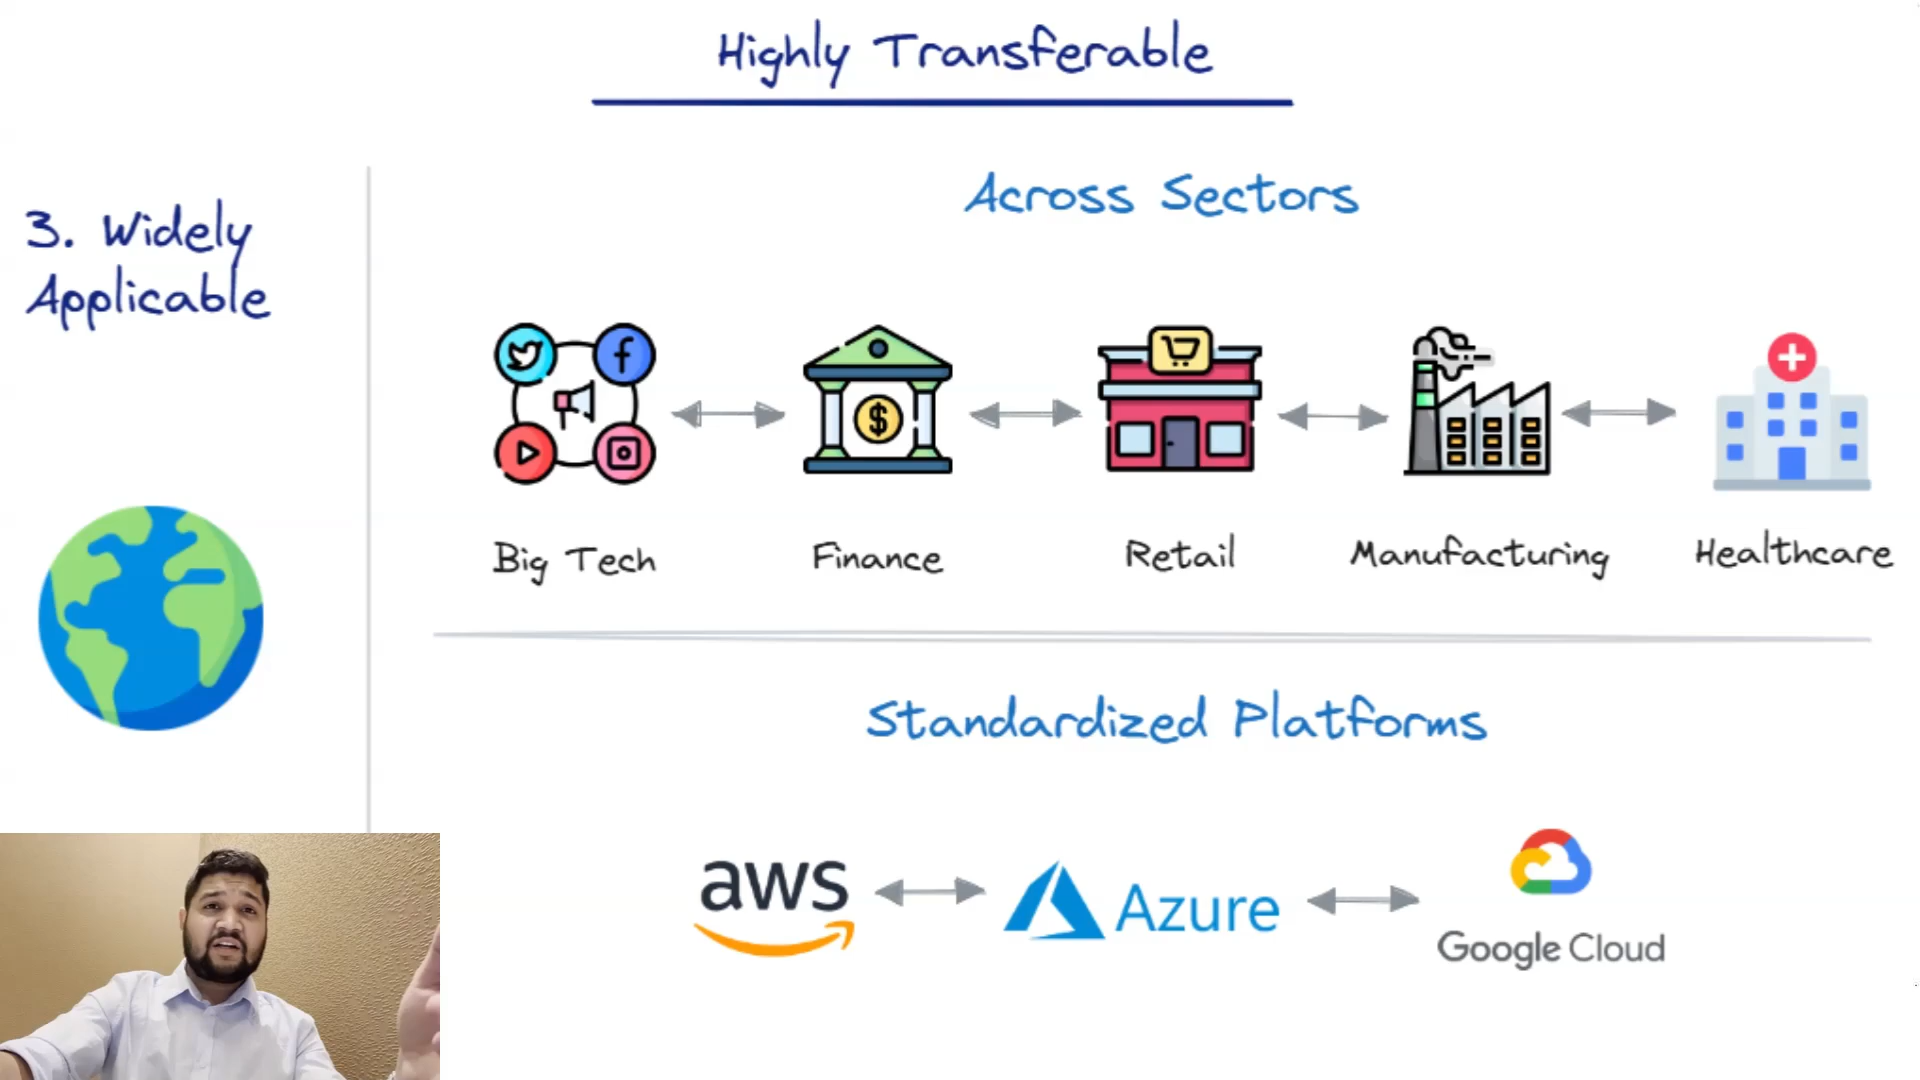 Highly Transferable
3. Widely
Applicable
Across Sectors
Big Tech
Finance
Retail
Manufacturing
Healthcare
Standardized Platforms
aws
Azure
Google Cloud